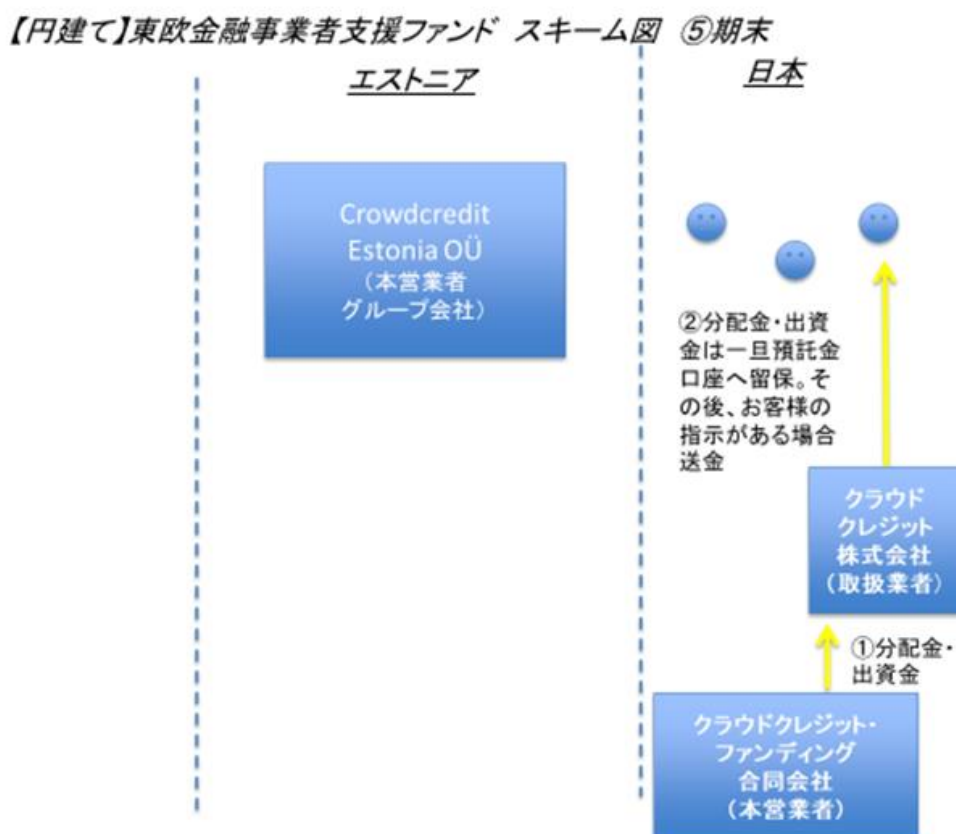 【円建て】東欧金融事業者支援ファンド スキーム図 ⑤期末
エストニア
日本
Crowdcredit
Estonia OÜ
（本営業者
グループ会社）
②分配金・出資
金は一旦預託金
口座へ留保。そ
の後、お客様の
指示がある場合
送金
クラウド
クレジット
株式会社
（取扱業者）
①分配金・
出資金
クラウドクレジット・
ファンディング
合同会社
（本営業者）